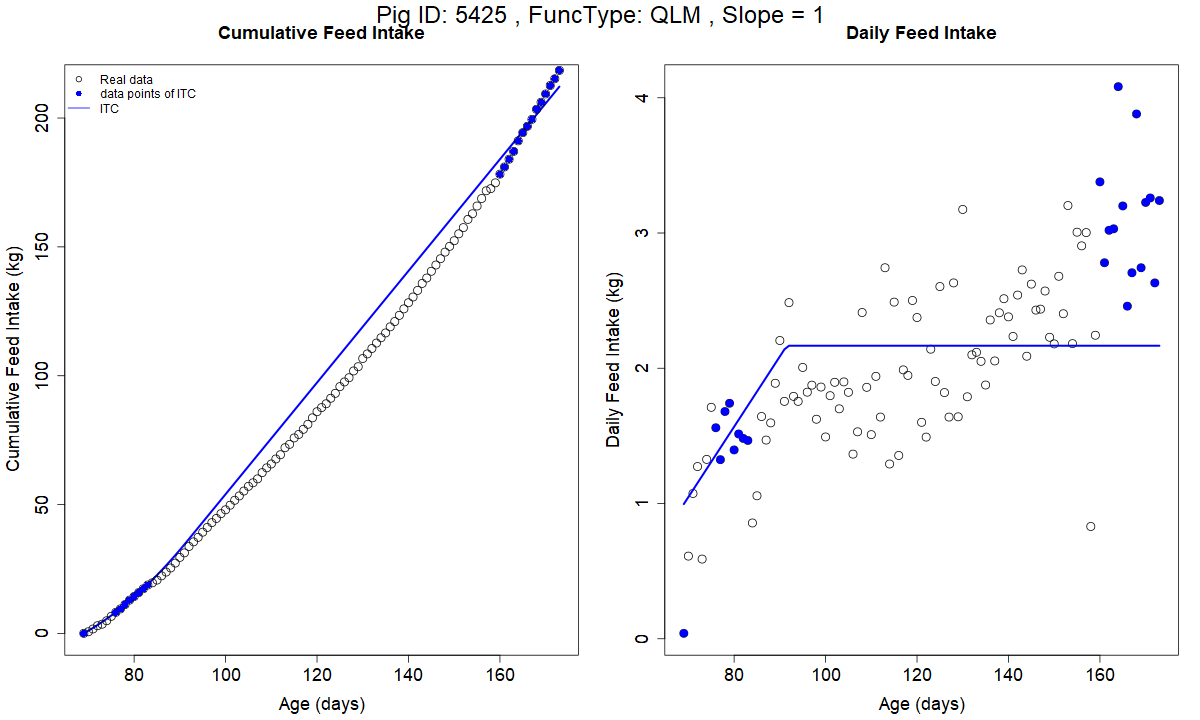 Pig ID: 5425 , FuncType: QLM , Slope = 1
Cumulative Feed Intake
Daily Feed Intake
Real data
data points of ITC
ITC
Cumulative Feed Intake (kg)
0
50
100
150
200
80
100
120
140
160
Age (days)
Daily Feed Intake (kg)
0
1
2
3
4
80
100
120
140
160
Age (days)